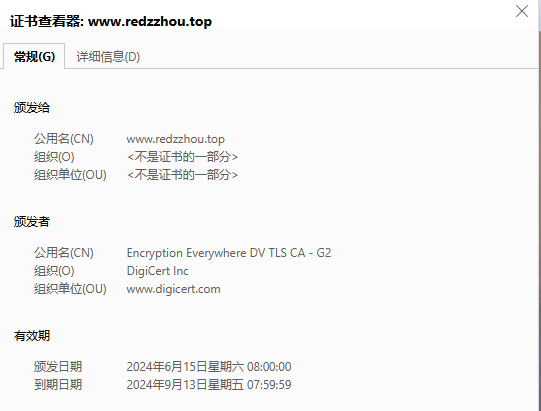 证书查看器: www.redzzhou.top
常规(G) 详细信息(D)
颁发给
公用名(CN) www.redzzhou.top
组织(O) <不是证书的一部分>
组织单位(OU) <不是证书的一部分>
颁发者
公用名(CN) Encryption Everywhere DV TLS CA - G2
组织(O) DigiCert Inc
组织单位(OU) www.digicert.com
有效期
颁发日期 2024年6月15日星期六 08:00:00
到期日期 2024年9月13日星期五 07:59:59